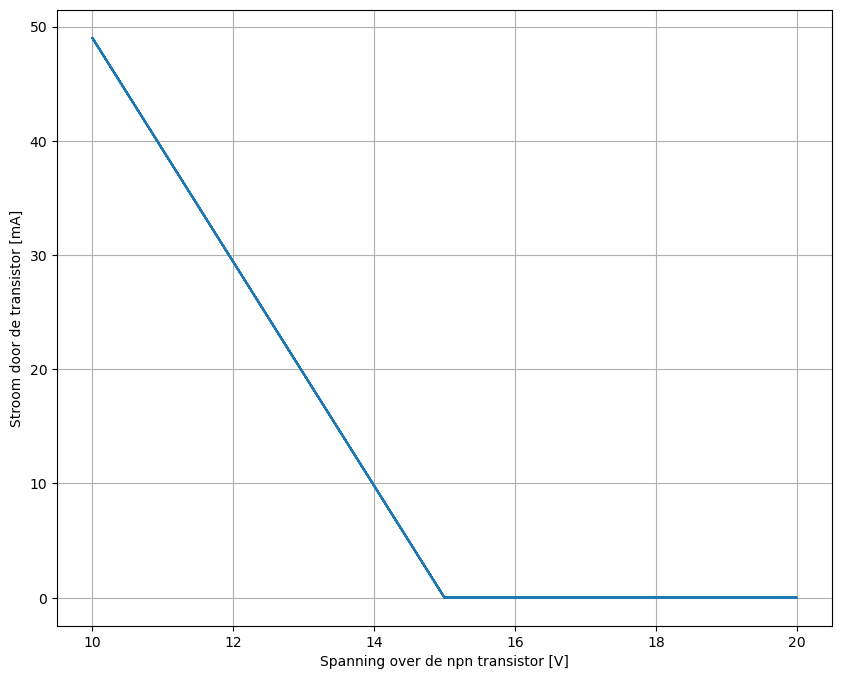 50
40
30
20
10
0
Stroom door de transistor [mA]
10 12 14 16 18 20
Spanning over de npn transistor [V]